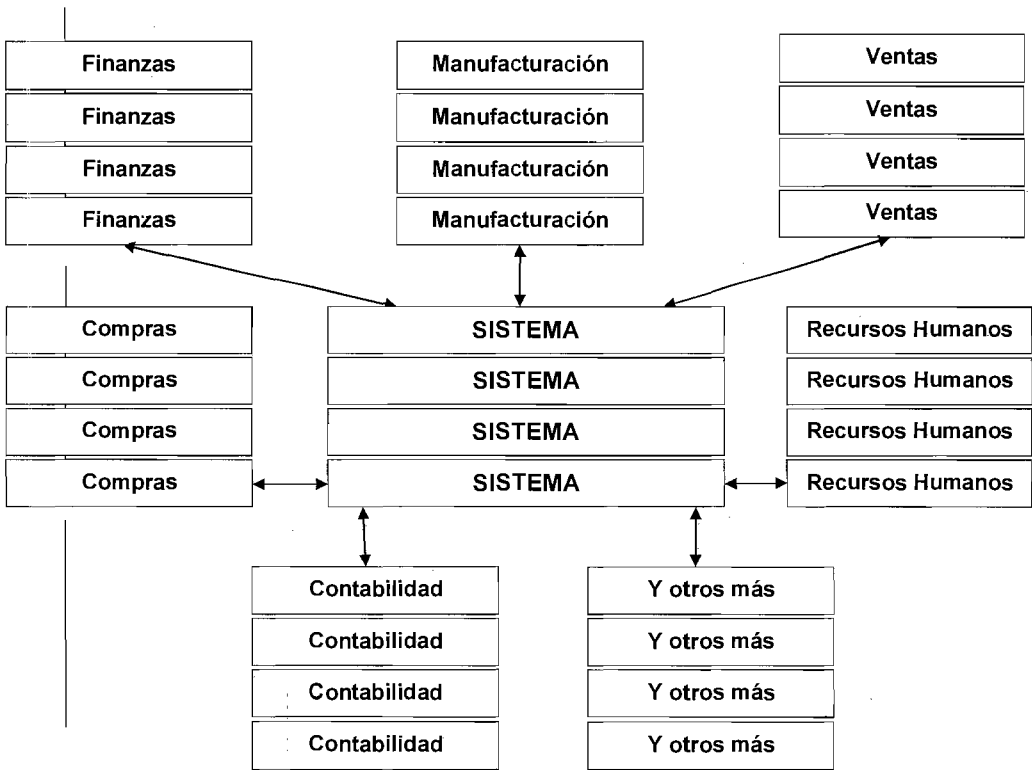 Finanzas
Finanzas
Finanzas
Finanzas
Manufacturación
Manufacturación
Manufacturación
Manufacturación
Ventas
Ventas
Ventas
Ventas
Compras
Compras
Compras
Compras
SISTEMA
SISTEMA
SISTEMA
SISTEMA
Recursos Humanos
Recursos Humanos
Recursos Humanos
Recursos Humanos
Contabilidad
Contabilidad
Contabilidad
Contabilidad
Y otros más
Y otros más
Y otros más
Y otros más